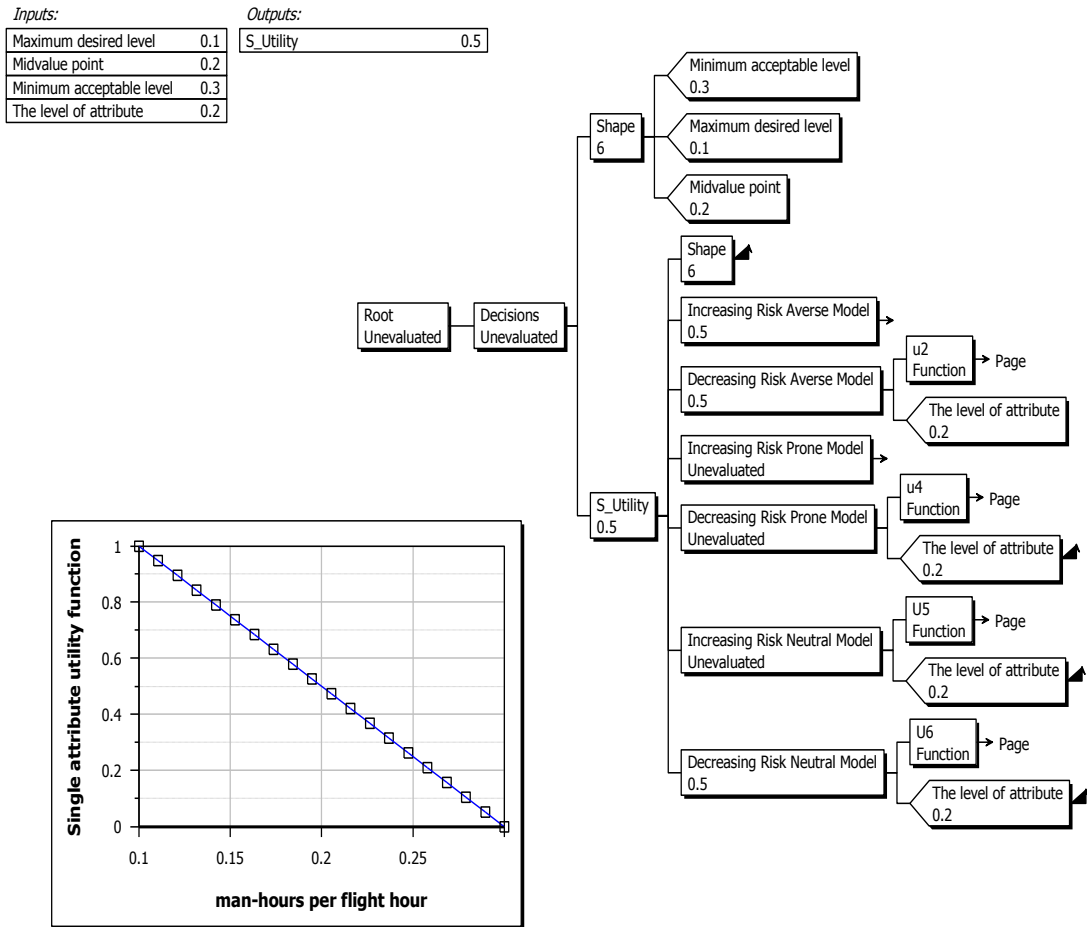 Inputs:
Outputs:
Maximum desired level 0.1
Midvalue point 0.2
Minimum acceptable level 0.3
The level of attribute 0.2
S_Utility 0.5
Root
Unevaluated
Decisions
Unevaluated
Shape
6
Minimum acceptable level
0.3
Maximum desired level
0.1
Midvalue point
0.2
S_Utility
0.5
Shape
6
Increasing Risk Averse Model
0.5
Decreasing Risk Averse Model
0.5
u2
Function
Page
The level of attribute
0.2
Increasing Risk Prone Model
Unevaluated
Decreasing Risk Prone Model
Unevaluated
u4
Function
Page
The level of attribute
0.2
Increasing Risk Neutral Model
Unevaluated
U5
Function
Page
The level of attribute
0.2
Decreasing Risk Neutral Model
0.5
U6
Function
Page
The level of attribute
0.2
Single attribute utility function
1
0.8
0.6
0.4
0.2
0
0.1 0.15 0.2 0.25
man-hours per flight hour